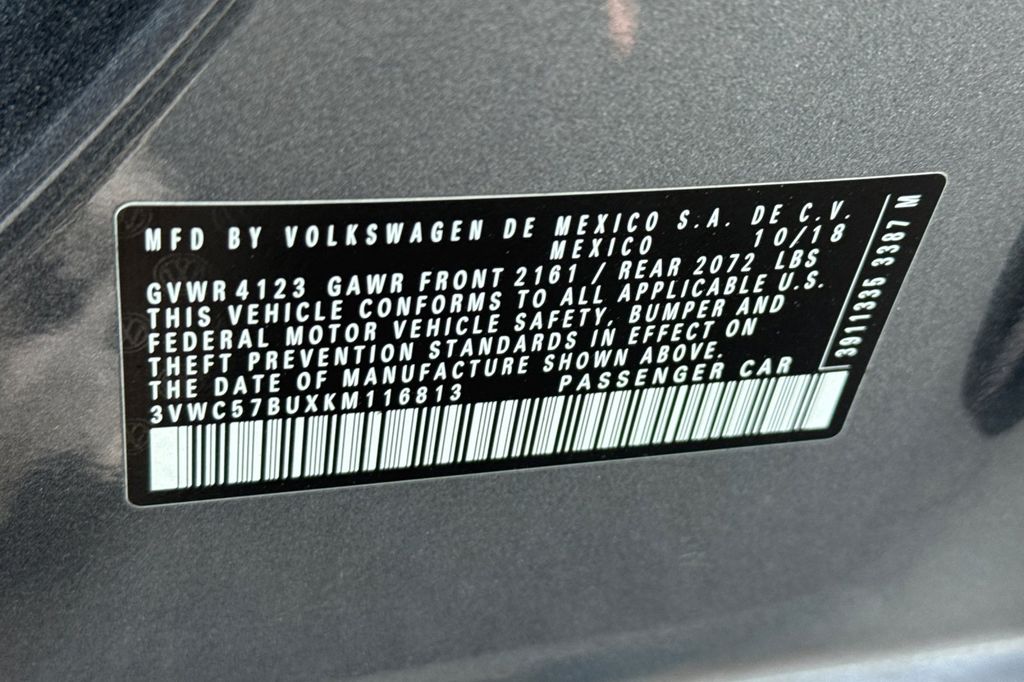 MFD BY VOLKSWAGEN DE MEXICO S.A. DE C.V.
MEXICO 10/18
GVWR 4123 GAWR FRONT 2161 / REAR 2072 LBS
THIS VEHICLE CONFORMS TO ALL APPLICABLE U.S.
FEDERAL MOTOR VEHICLE SAFETY, BUMPER AND
THEFT PREVENTION STANDARDS IN EFFECT ON
THE DATE OF MANUFACTURE SHOWN ABOVE.
3VWC57BUXKM116813 PASSENGER CAR
3911335 3387 M